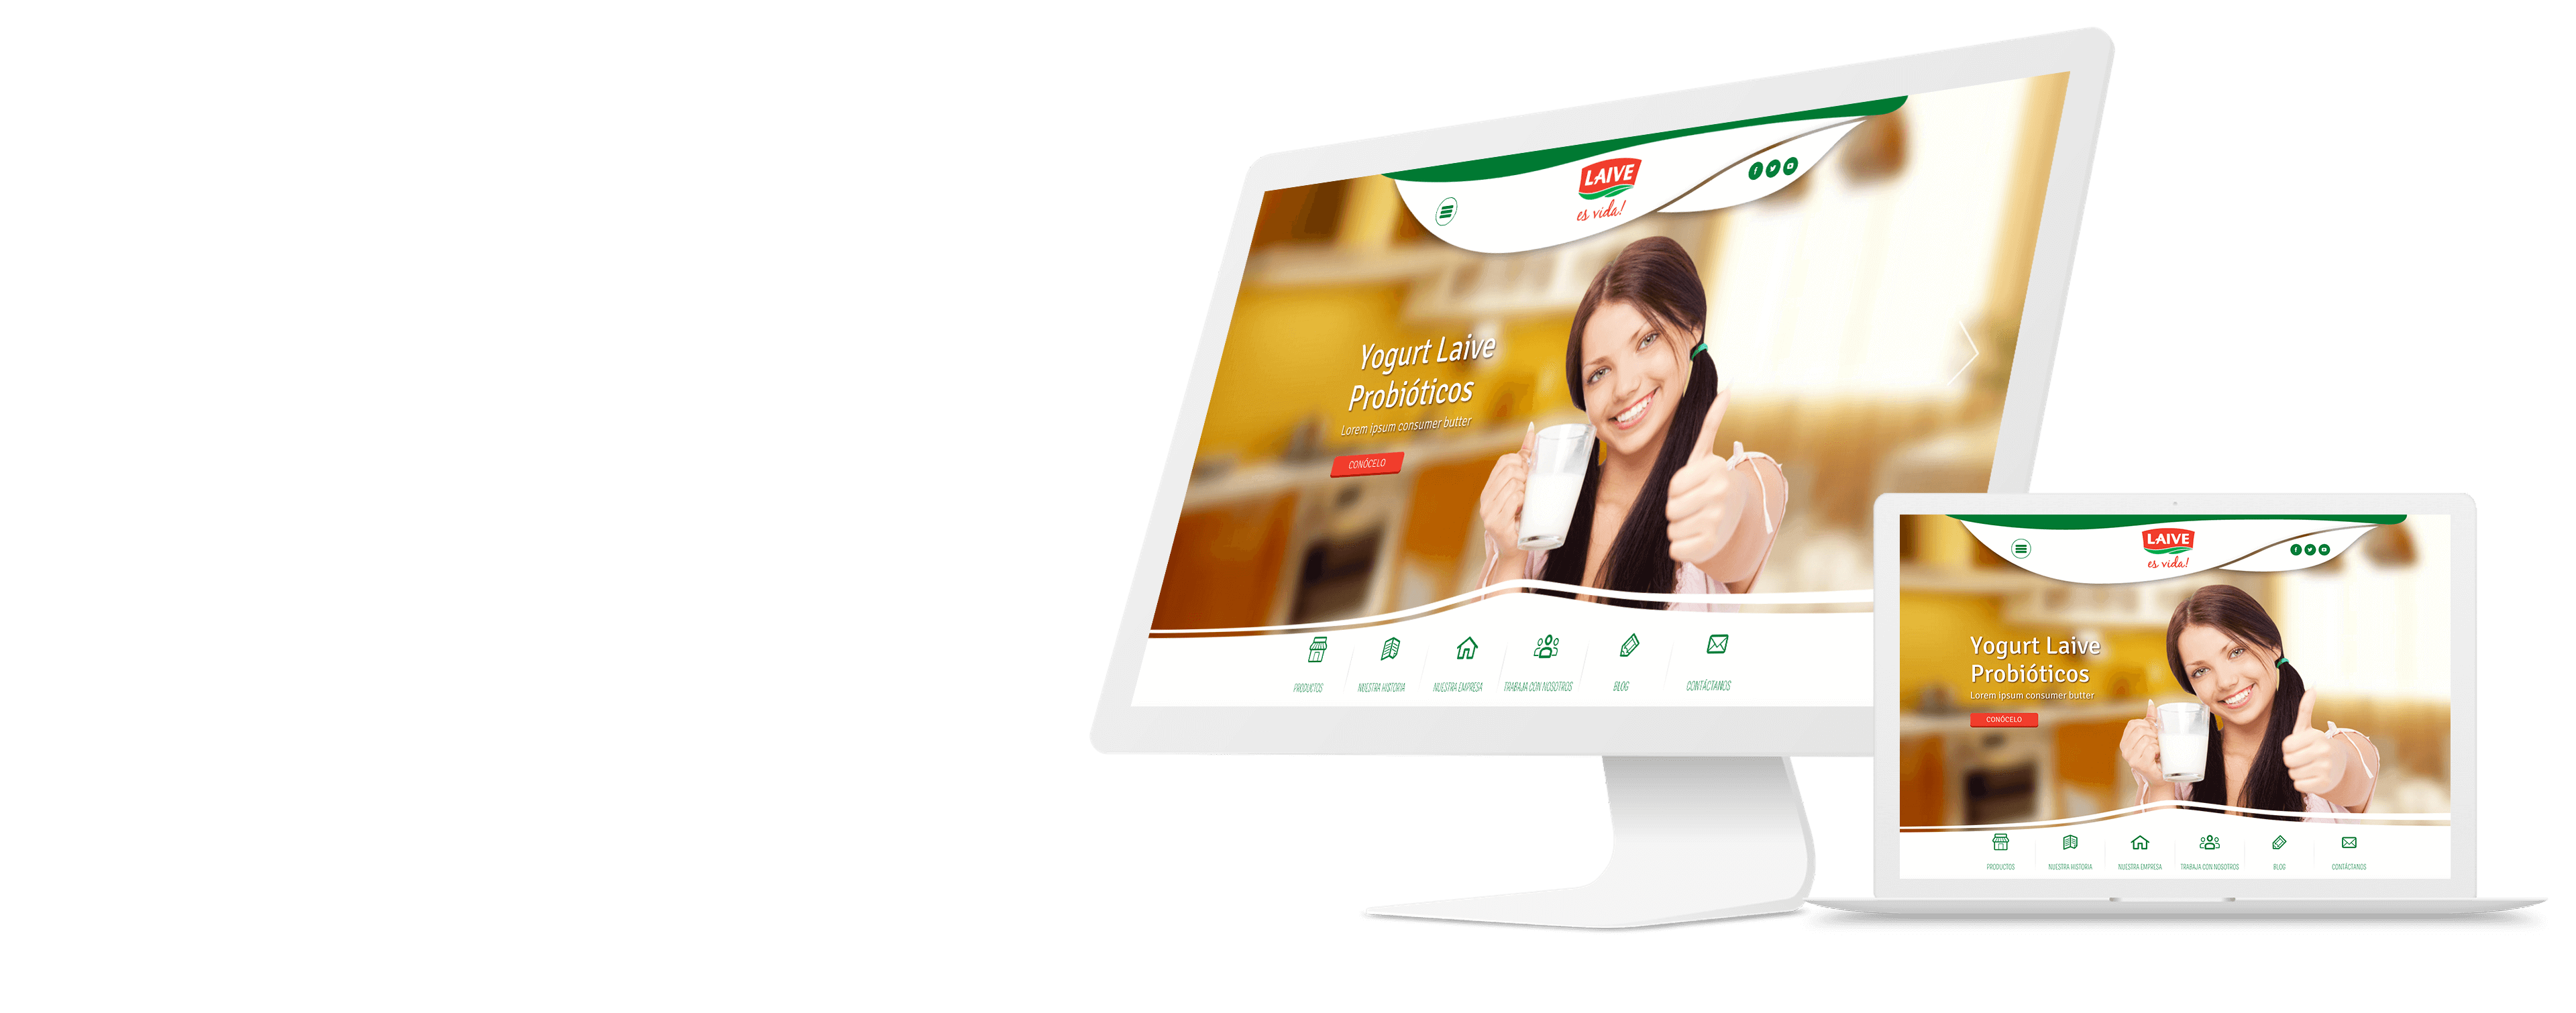 LAIVE
es vida!
Yogurt Laive
Probióticos
Lorem ipsum consumer butter
CONÓCELO
PRODUCTOS
NUESTRA HISTORIA
NUESTRA EMPRESA
TRABAJA CON NOSOTROS
BLOG
CONTÁCTANOS
LAIVE
es vida!
Yogurt Laive
Probióticos
Lorem ipsum consumer butter
CONÓCELO
PRODUCTOS
NUESTRA HISTORIA
NUESTRA EMPRESA
TRABAJA CON NOSOTROS
BLOG
CONTÁCTANOS